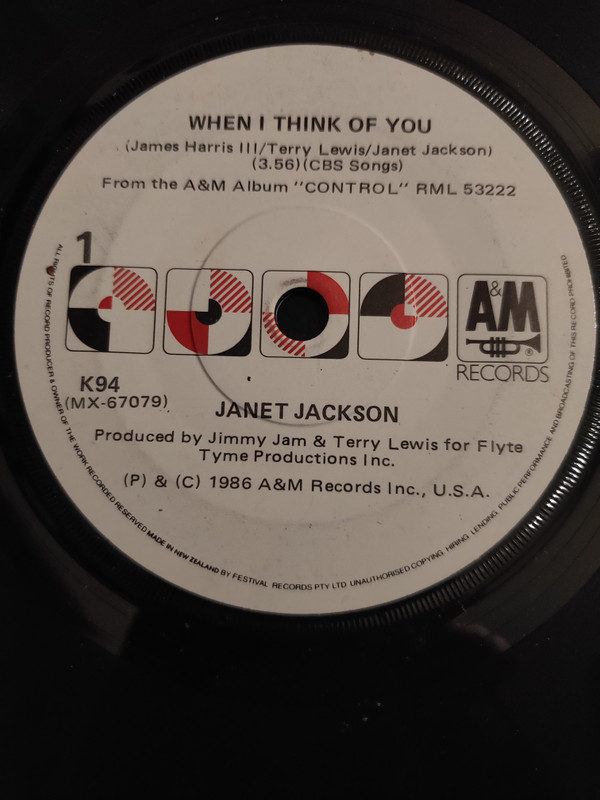 WHEN I THINK OF YOU
(James Harris III/Terry Lewis/Janet Jackson)
(3.56)(CBS Songs)
From the A&M Album "CONTROL" RML 53222
1
A&M
®
RECORDS
K94
(MX-67079)
JANET JACKSON
Produced by Jimmy Jam & Terry Lewis for Flyte
Tyme Productions Inc.
(P) & (C) 1986 A&M Records Inc., U.S.A.
ALL RIGHTS OF RECORD PRODUCER & OWNER OF THE WORK RECORDED RESERVED MADE IN NEW ZEALAND BY FESTIVAL RECORDS PTY LTD UNAUTHORISED COPYING HIRING LENDING PUBLIC PERFORMANCE AND BROADCASTING OF THIS RECORD PROHIBITED